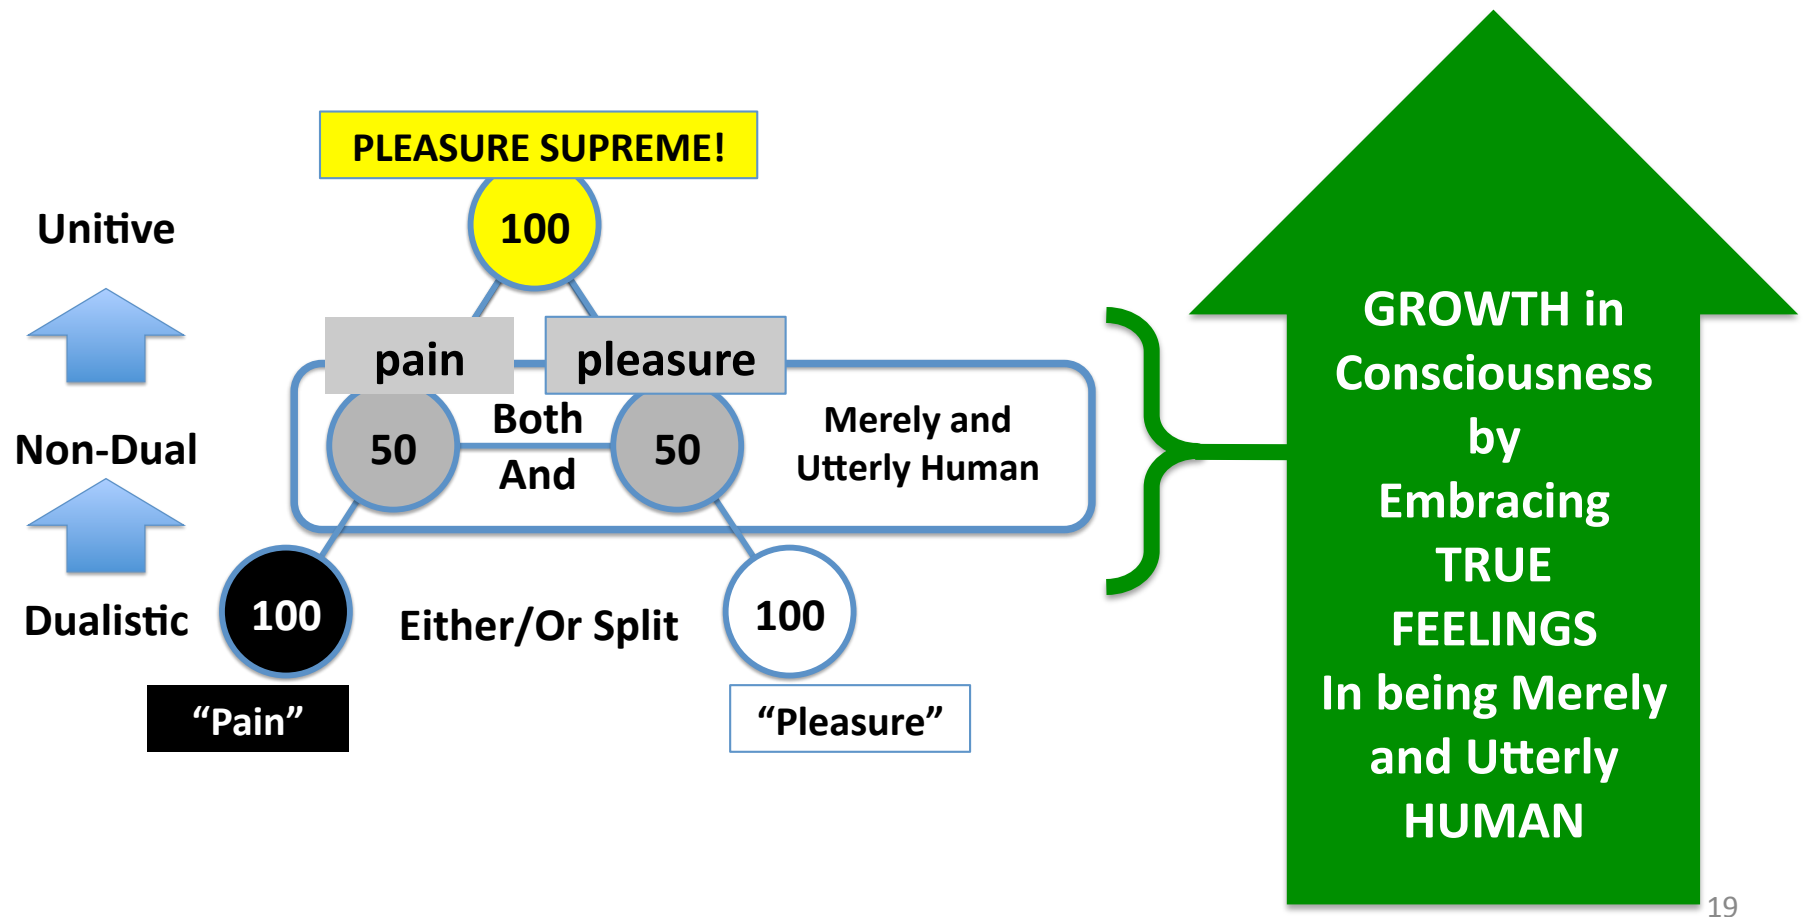 PLEASURE SUPREME!
Unitive
100
pain
pleasure
Non-Dual
50
Both
And
50
Merely and
Utterly Human
Dualistic
100
Either/Or Split
100
“Pain”
“Pleasure”
GROWTH in
Consciousness
by
Embracing
TRUE
FEELINGS
In being Merely
and Utterly
HUMAN
19